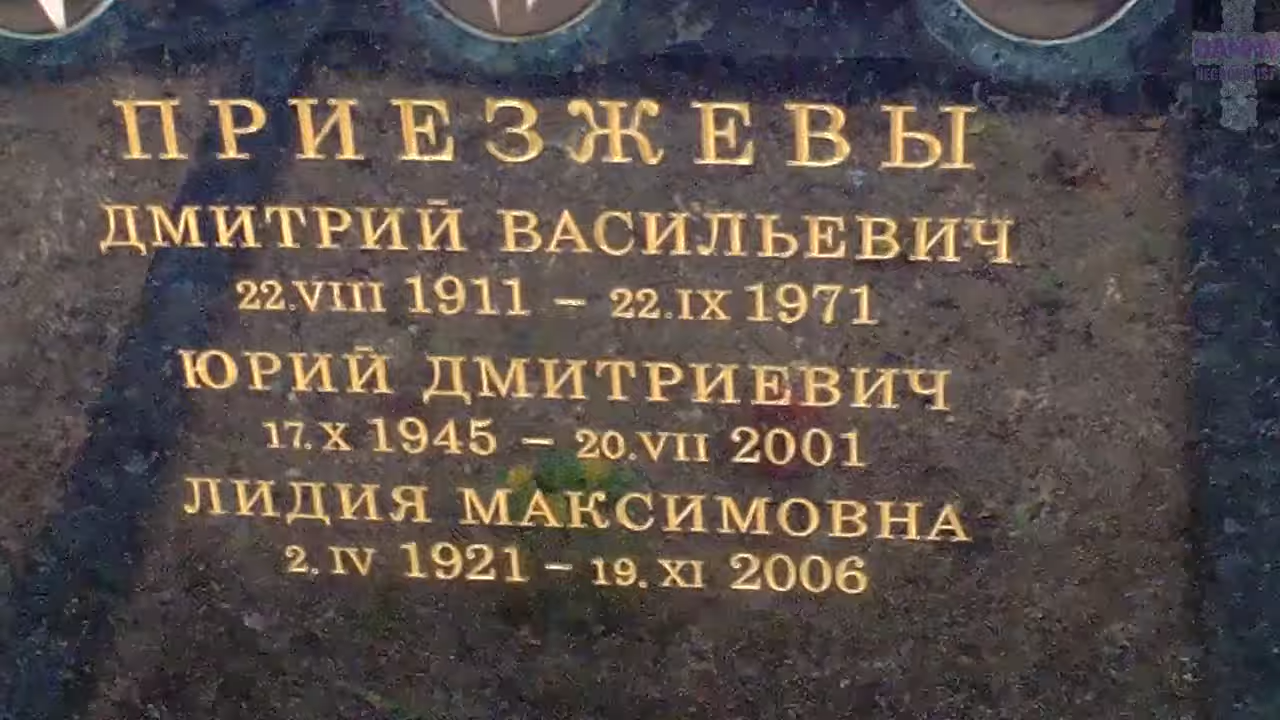 ПРИЕЗЖЕВЫ
ДМИТРИЙ ВАСИЛЬЕВИЧ
22.VIII 1911 – 22.IX 1971
ЮРИЙ ДМИТРИЕВИЧ
17.X 1945 – 20.VII 2001
ЛИДИЯ МАКСИМОВНА
2.IV 1921 – 19.XI 2006